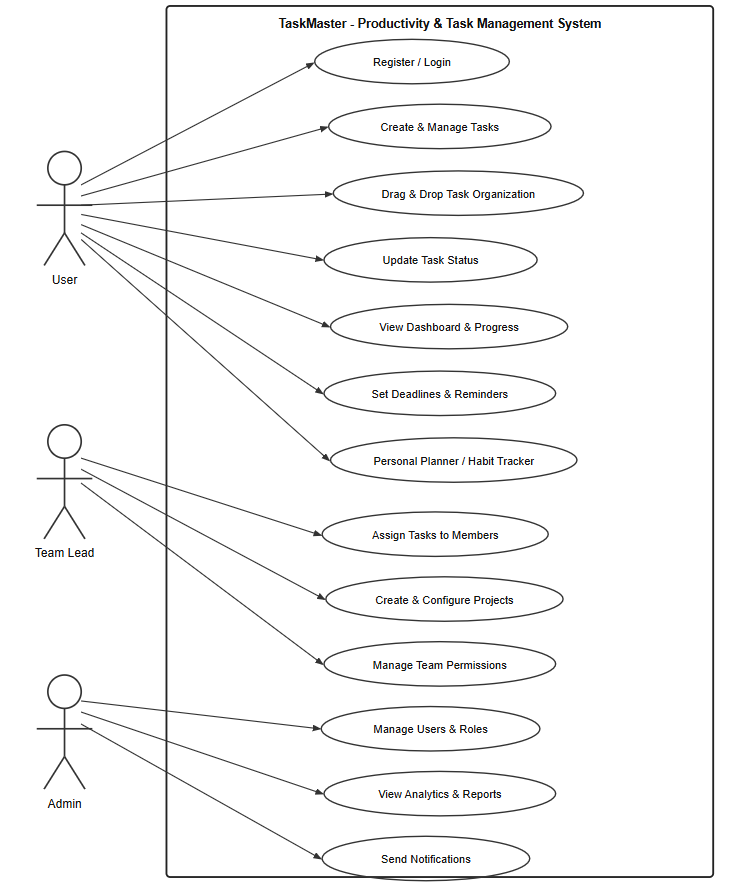 TaskMaster - Productivity & Task Management System
Register / Login
Create & Manage Tasks
Drag & Drop Task Organization
Update Task Status
User
View Dashboard & Progress
Set Deadlines & Reminders
Personal Planner / Habit Tracker
Assign Tasks to Members
Team Lead
Create & Configure Projects
Manage Team Permissions
Manage Users & Roles
View Analytics & Reports
Admin
Send Notifications